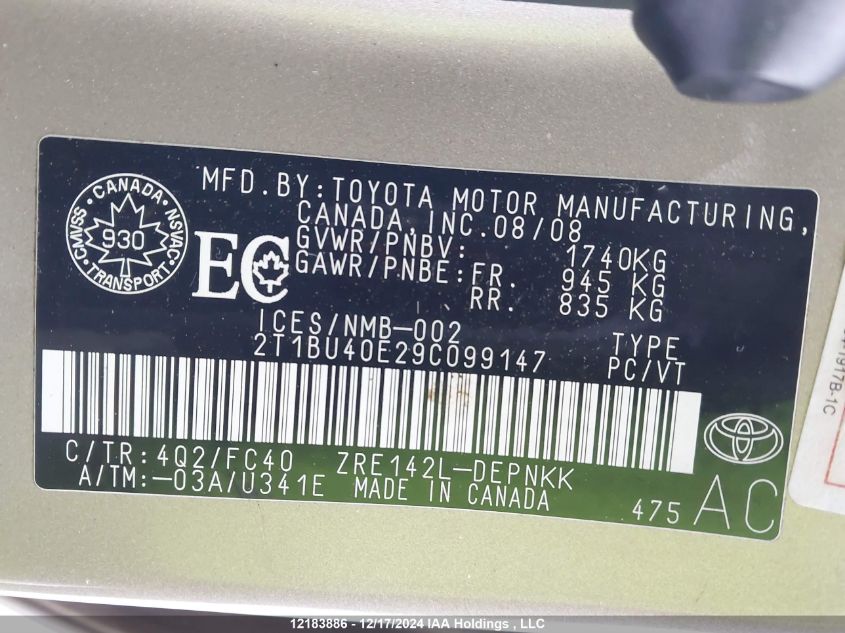 MFD.BY:TOYOTA MOTOR MANUFACTURING,
CANADA,INC.08/08
GVWR/PNBV: 1740KG
GAWR/PNBE:FR. 945 KG
RR. 835 KG
CANADA
CMVSS 930 NSVAC
TRANSPORT
EC
ICES/NMB-002
2T1BU40E29C099147
TYPE
PC/VT
C/TR:4Q2/FC40 ZRE142L-DEPNKK
A/TM:-03A/U341E MADE IN CANADA
475 AC
917B-1C
12183886 - 12/17/2024 IAA Holdings , LLC